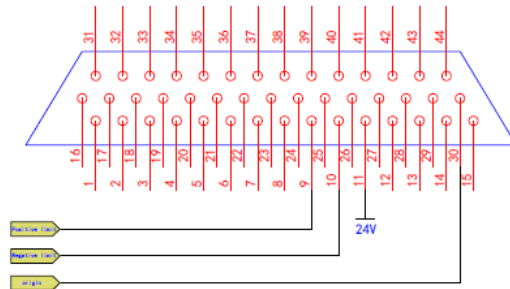 31 32 33 34 35 36 37 38 39 40 41 42 43 44
16 17 18 19 20 21 22 23 24 25 26 27 28 29 30
1 2 3 4 5 6 7 8 9 10 11 12 13 14 15
24V
Positive limit
Negative limit
origin